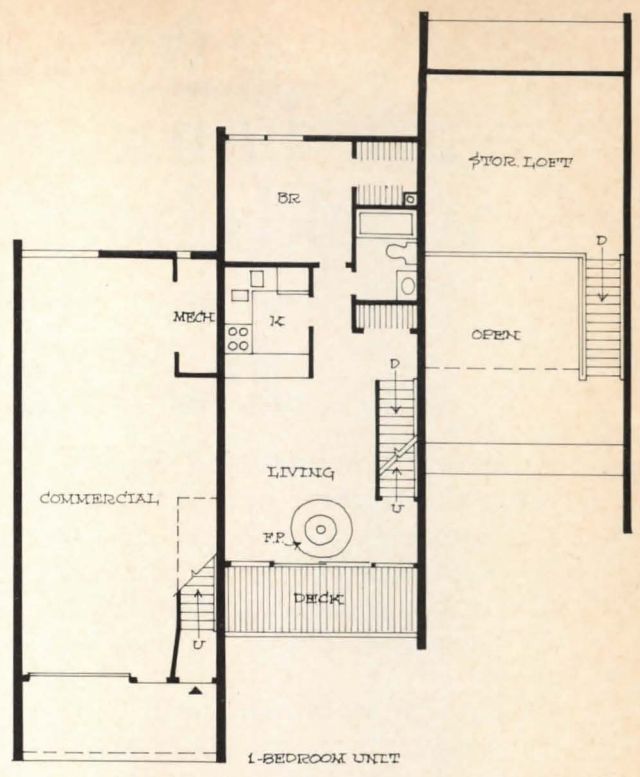 STOR. LOFT
BR
D
MECH.
K
OPEN
D
LIVING
COMMERCIAL
U
F.P.
DECK
U
1-BEDROOM UNIT